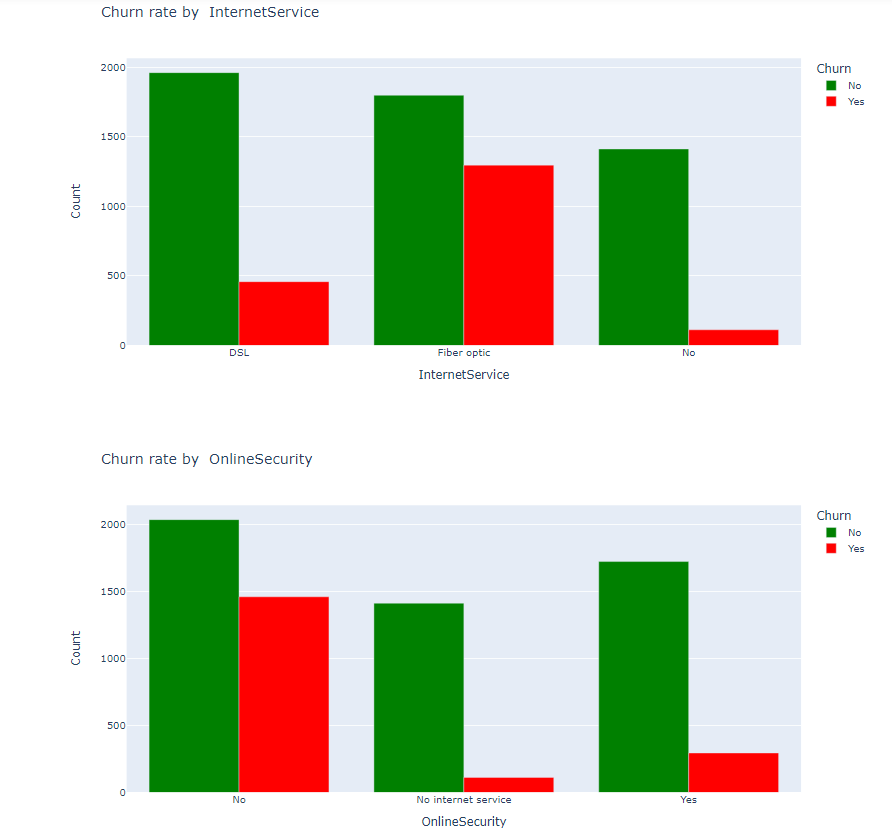 Churn rate by  InternetService
Churn
No
Yes
2000
1500
1000
500
0
Count
DSL
Fiber optic
No
InternetService
Churn rate by  OnlineSecurity
Churn
No
Yes
2000
1500
1000
500
0
Count
No
No internet service
Yes
OnlineSecurity